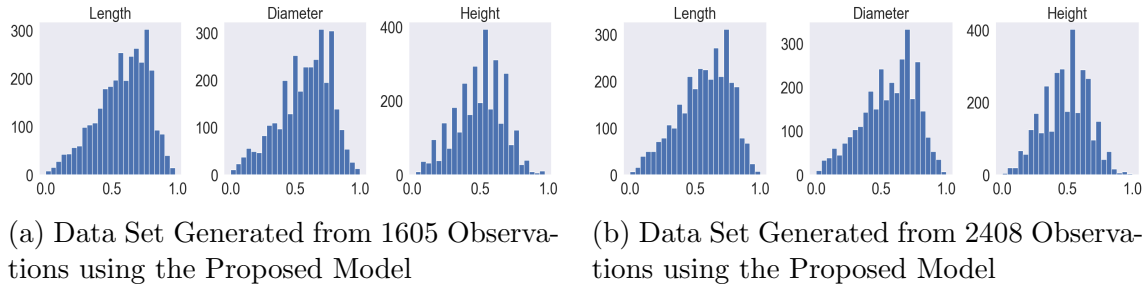 Length Diameter Height
300 300 400
200 200 200
100 100
0 0 0
0.0 0.5 1.0 0.0 0.5 1.0 0.0 0.5 1.0
(a) Data Set Generated from 1605 Observa-
tions using the Proposed Model
Length Diameter Height
300 300 400
200 200 200
100 100
0 0 0
0.0 0.5 1.0 0.0 0.5 1.0 0.0 0.5 1.0
(b) Data Set Generated from 2408 Observa-
tions using the Proposed Model